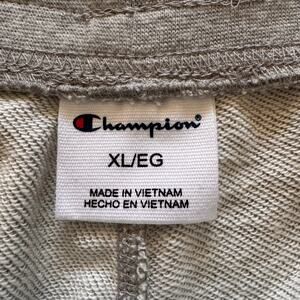 Champion
XL/EG
MADE IN VIETNAM
HECHO EN VIETNAM